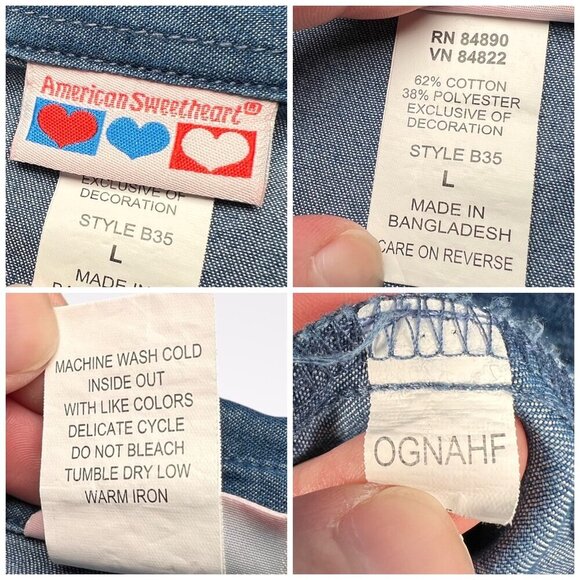 American Sweetheart®
EXCLUSIVE OF
DECORATION
STYLE B35
L
MADE IN
RN 84890
VN 84822
62% COTTON
38% POLYESTER
EXCLUSIVE OF
DECORATION
STYLE B35
L
MADE IN
BANGLADESH
CARE ON REVERSE
MACHINE WASH COLD
INSIDE OUT
WITH LIKE COLORS
DELICATE CYCLE
DO NOT BLEACH
TUMBLE DRY LOW
WARM IRON
OGNAHF